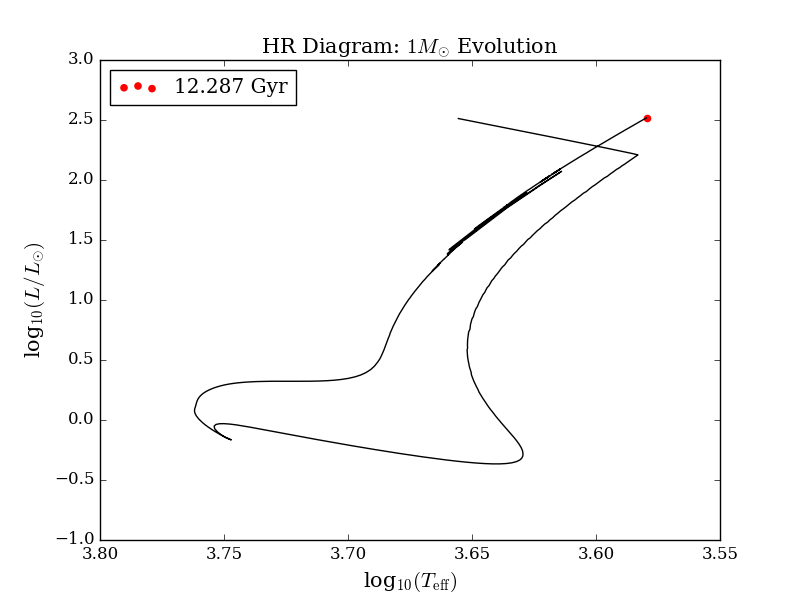 HR Diagram: 1M⊙ Evolution
12.287 Gyr
3.0
2.5
2.0
1.5
1.0
0.5
0.0
−0.5
−1.0
log₁₀(L/L⊙)
3.80 3.75 3.70 3.65 3.60 3.55
log₁₀(T_eff)